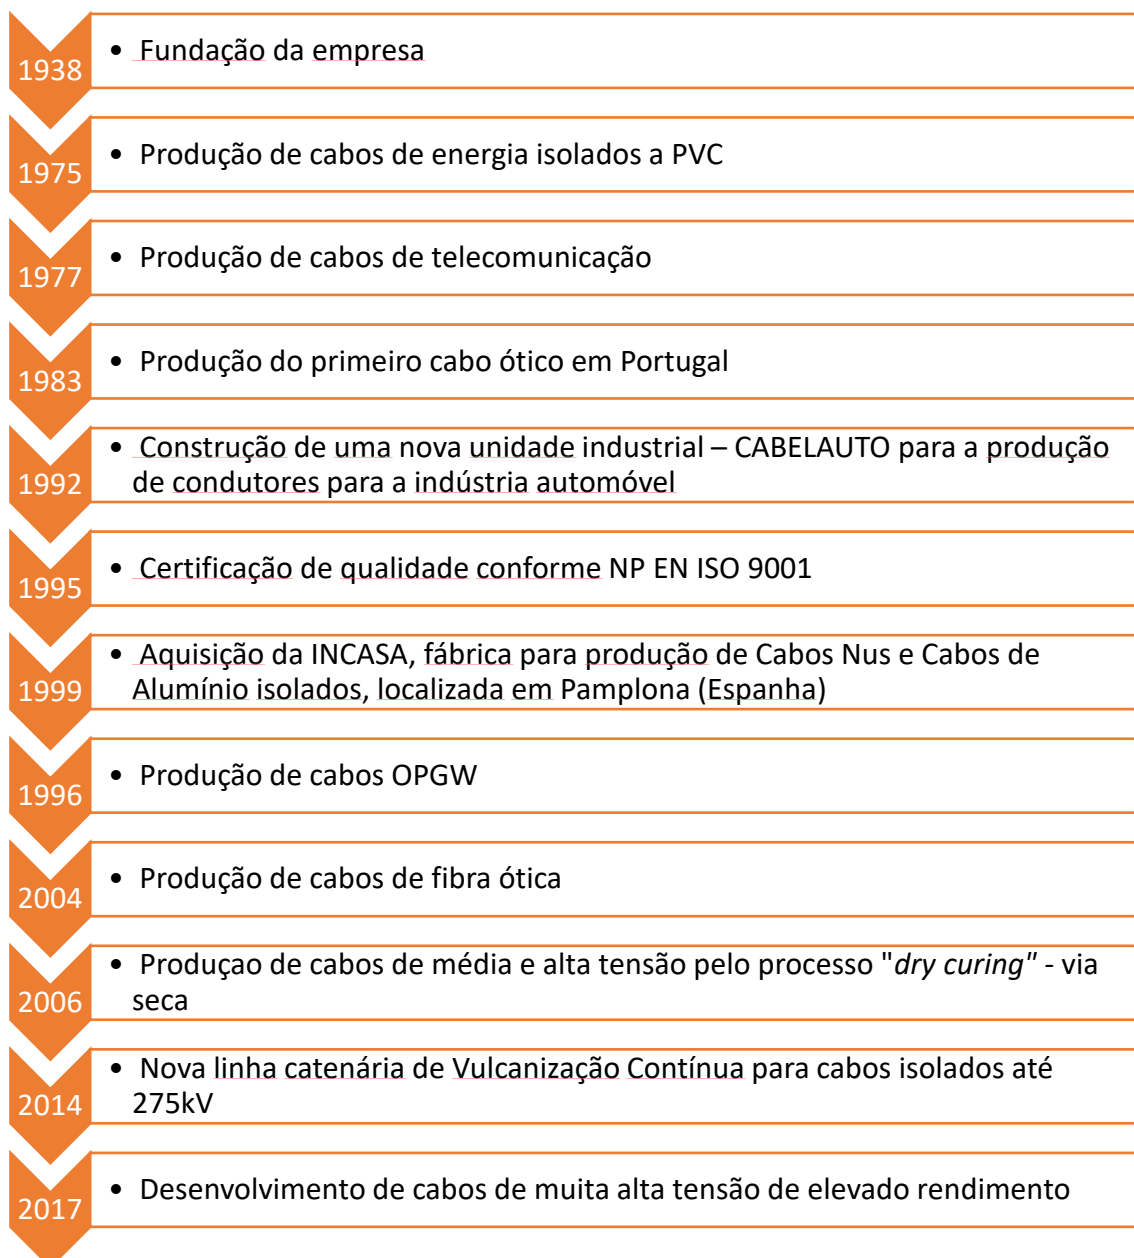 1938
• Fundação da empresa
1975
• Produção de cabos de energia isolados a PVC
1977
• Produção de cabos de telecomunicação
1983
• Produção do primeiro cabo ótico em Portugal
1992
• Construção de uma nova unidade industrial – CABELAUTO para a produção
de condutores para a indústria automóvel
1995
• Certificação de qualidade conforme NP EN ISO 9001
1999
• Aquisição da INCASA, fábrica para produção de Cabos Nus e Cabos de
Alumínio isolados, localizada em Pamplona (Espanha)
1996
• Produção de cabos OPGW
2004
• Produção de cabos de fibra ótica
2006
• Produçao de cabos de média e alta tensão pelo processo "dry curing" - via
seca
2014
• Nova linha catenária de Vulcanização Contínua para cabos isolados até
275kV
2017
• Desenvolvimento de cabos de muita alta tensão de elevado rendimento